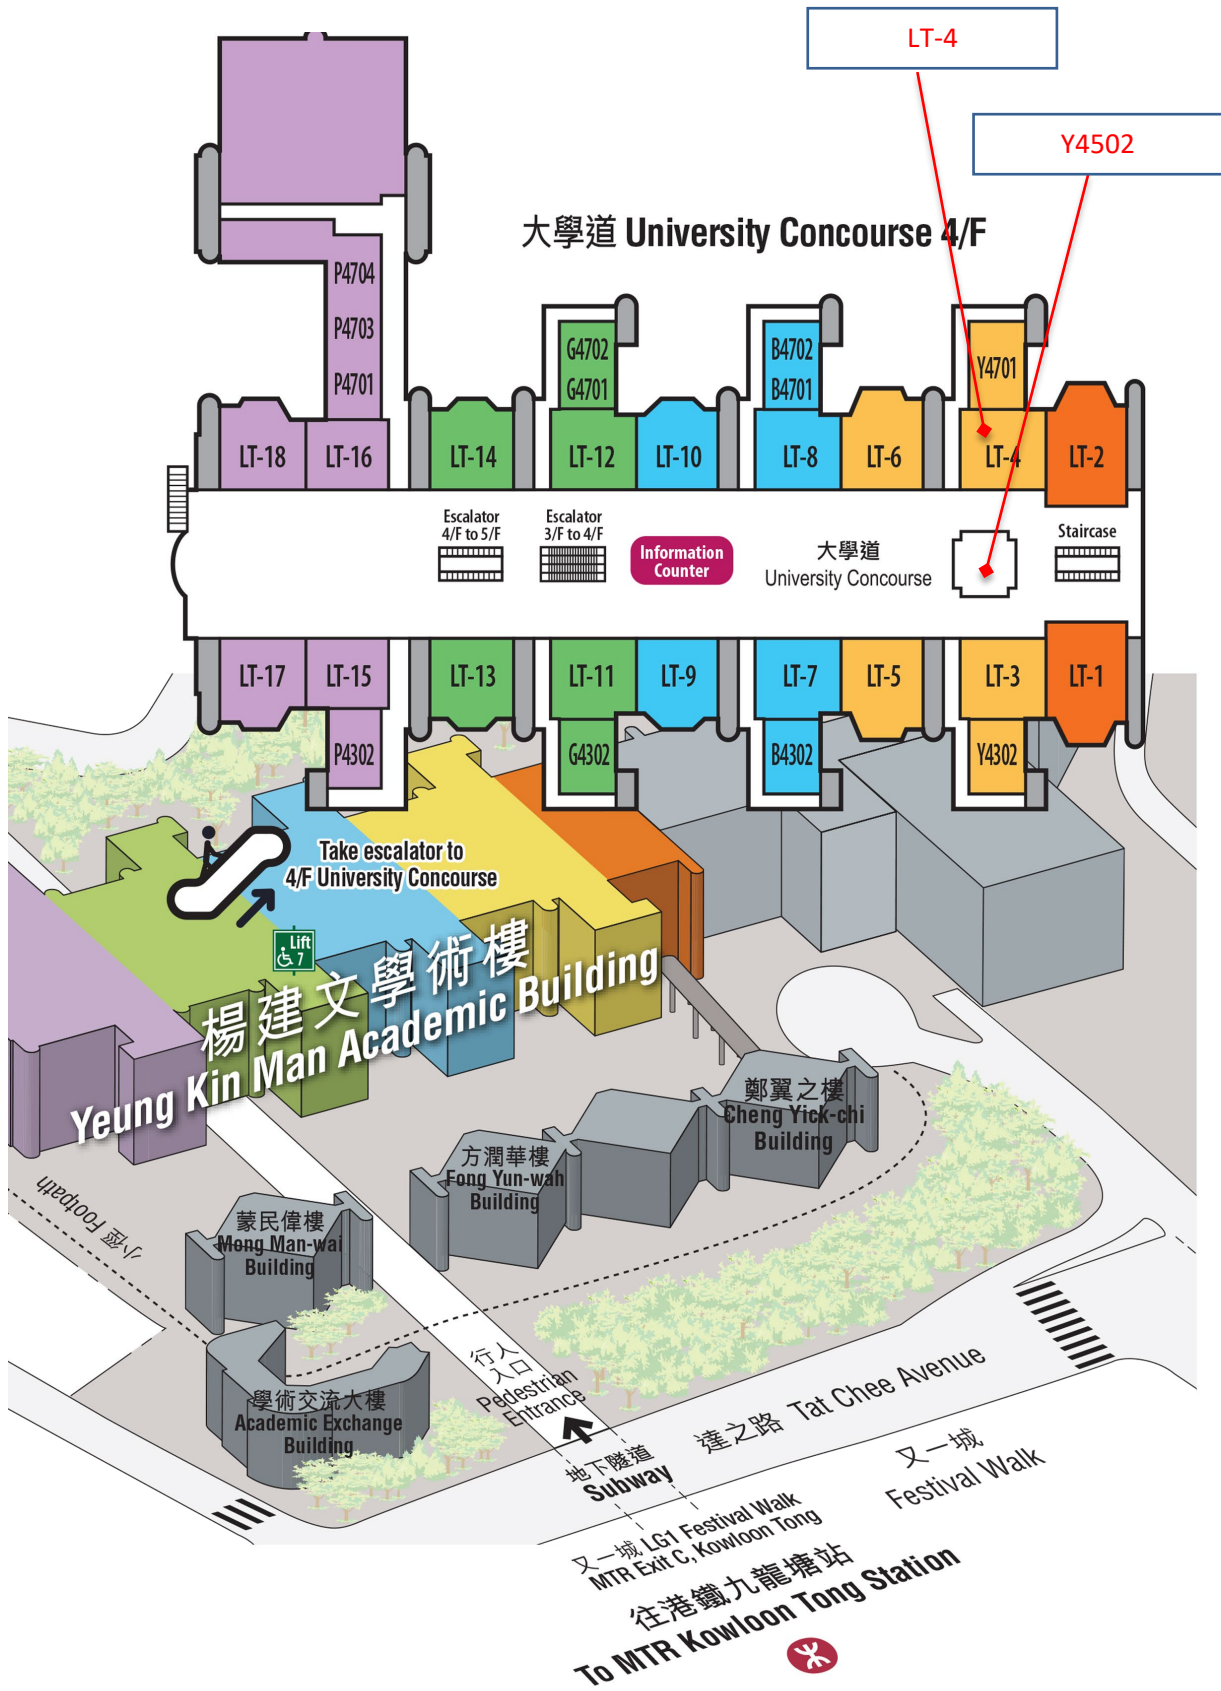 LT-4
Y4502
大學道 University Concourse 4/F
P4704
P4703
P4701
G4702
G4701
B4702
B4701
Y4701
LT-18
LT-16
LT-14
LT-12
LT-10
LT-8
LT-6
LT-4
LT-2
Escalator
4/F to 5/F
Escalator
3/F to 4/F
Information
Counter
大學道
University Concourse
Staircase
LT-17
LT-15
LT-13
LT-11
LT-9
LT-7
LT-5
LT-3
LT-1
P4302
G4302
B4302
Y4302
Take escalator to
4/F University Concourse
Lift
7
楊建文學術樓
Yeung Kin Man Academic Building
鄭翼之樓
Cheng Yick-chi
Building
方潤華樓
Fong Yun-wah
Building
小徑 Footpath
蒙民偉樓
Mong Man-wai
Building
學術交流大樓
Academic Exchange
Building
行人
入口
Pedestrian
Entrance
地下隧道
Subway
達之路 Tat Chee Avenue
又一城
Festival Walk
又一城 LG1 Festival Walk
MTR Exit C, Kowloon Tong
往港鐵九龍塘站
To MTR Kowloon Tong Station